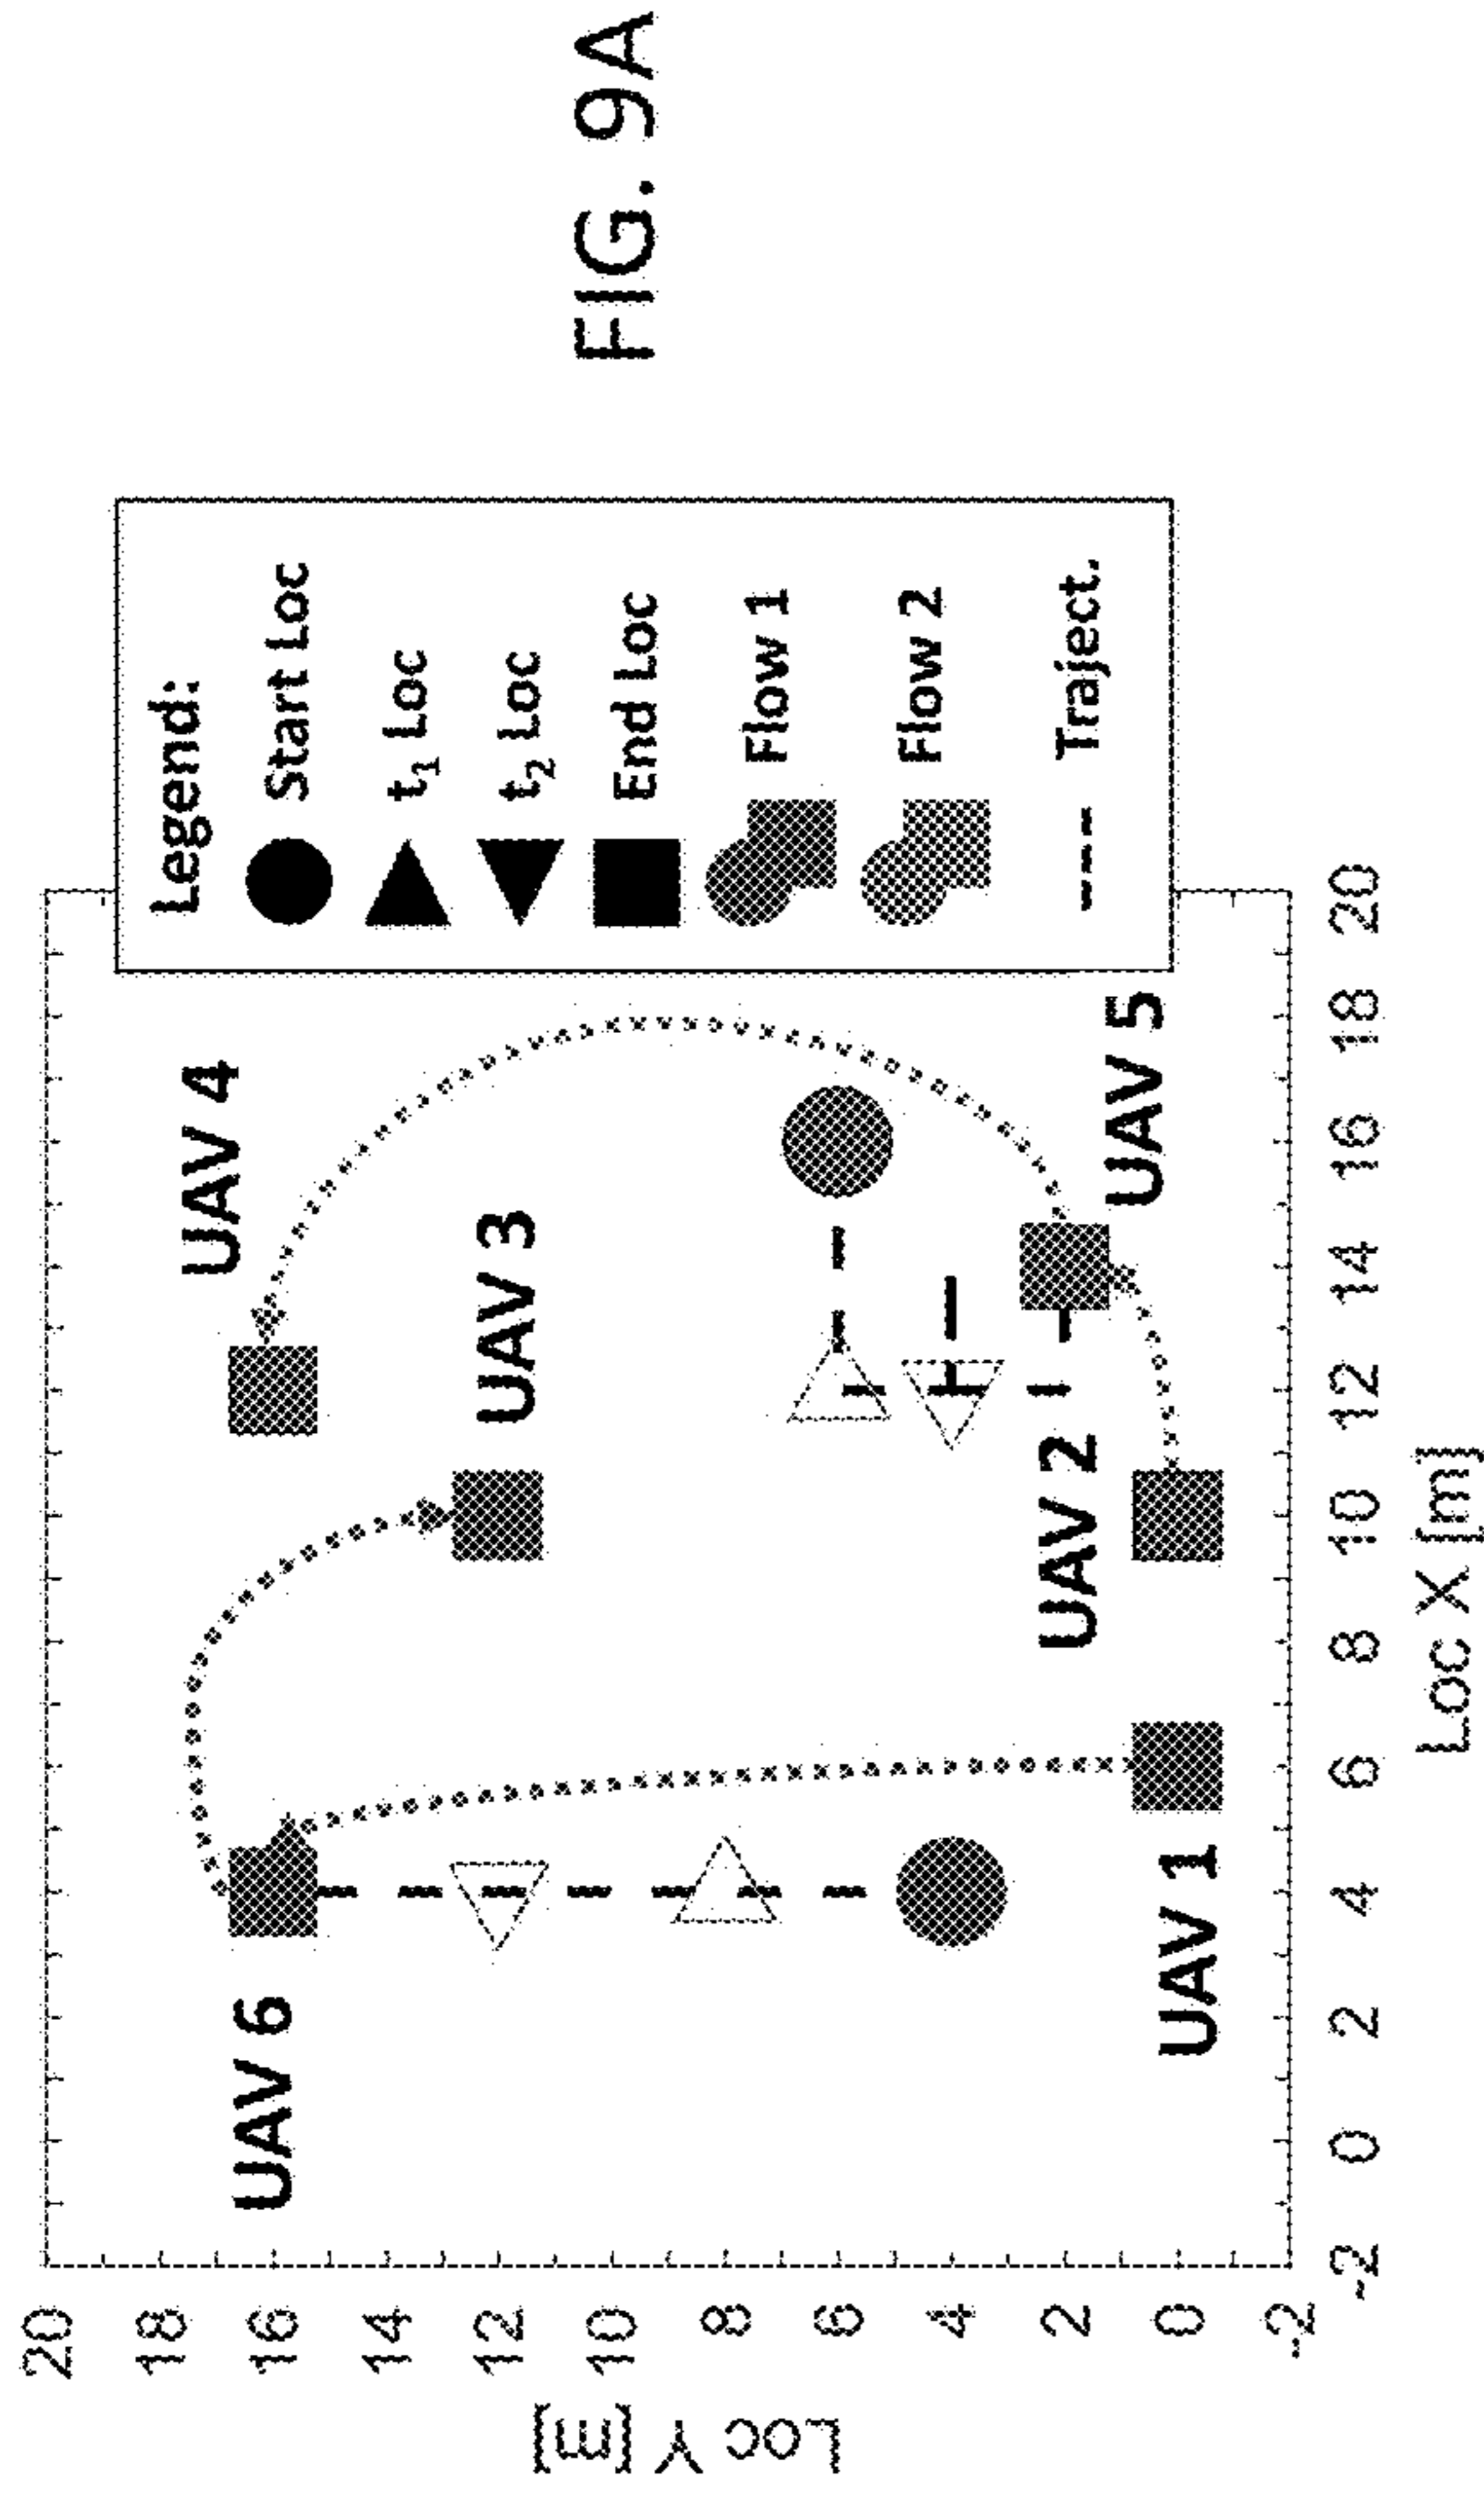 FIG. 9A
Legend:
Start Loc
t₁ Loc
t₂ Loc
End Loc
Flow 1
Flow 2
Traject.
UAV 4
UAV 3
UAV 5
UAV 2
UAV 6
UAV 1
Loc Y [m]
20
18
16
14
12
10
8
6
4
2
0
-2
-2
0
2
4
6
8
10
12
14
16
18
20
Loc X [m]